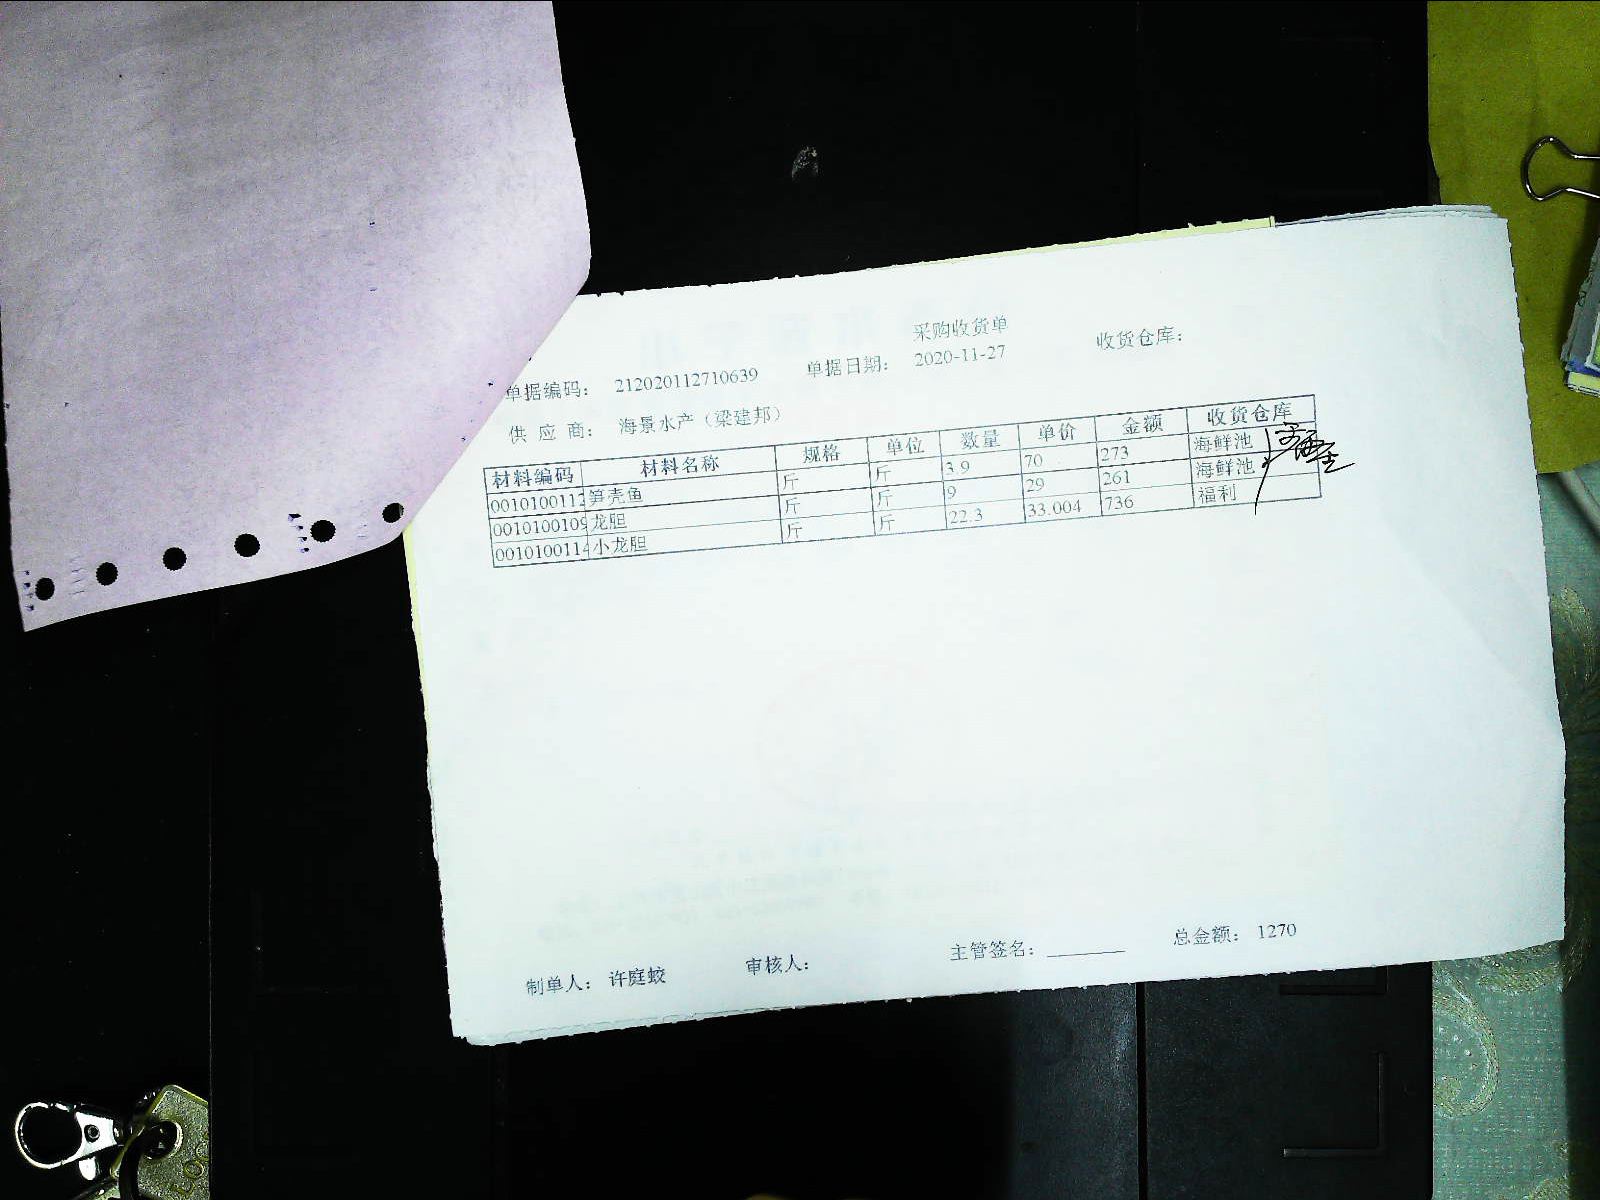 采购收货单
单据编码： 212020112710639 单据日期： 2020-11-27 收货仓库：
供 应 商： 海景水产（梁建邦）
材料编码 材料名称 规格 单位 数量 单价 金额 收货仓库
0010100112 笋壳鱼 斤 斤 3.9 70 273 海鲜池
0010100109 龙胆 斤 斤 9 29 261 海鲜池
0010100114 小龙胆 斤 斤 22.3 33.004 736 福利
制单人： 许庭蛟 审核人： 主管签名： 总金额： 1270